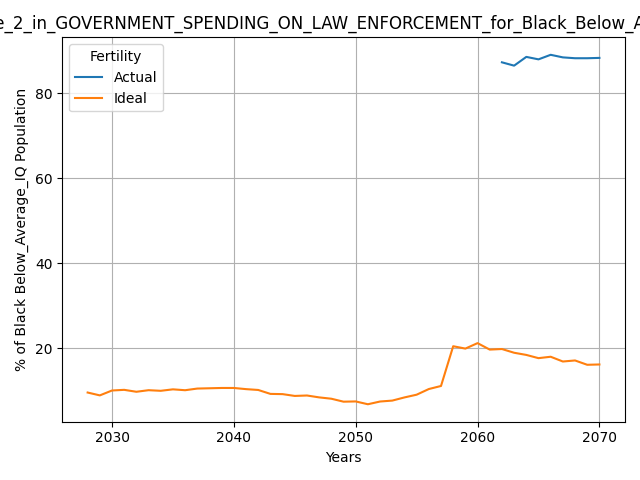 e_2_in_GOVERNMENT_SPENDING_ON_LAW_ENFORCEMENT_for_Black_Below_A
Fertility
Actual
Ideal
% of Black Below_Average_IQ Population
80
60
40
20
2030 2040 2050 2060 2070
Years